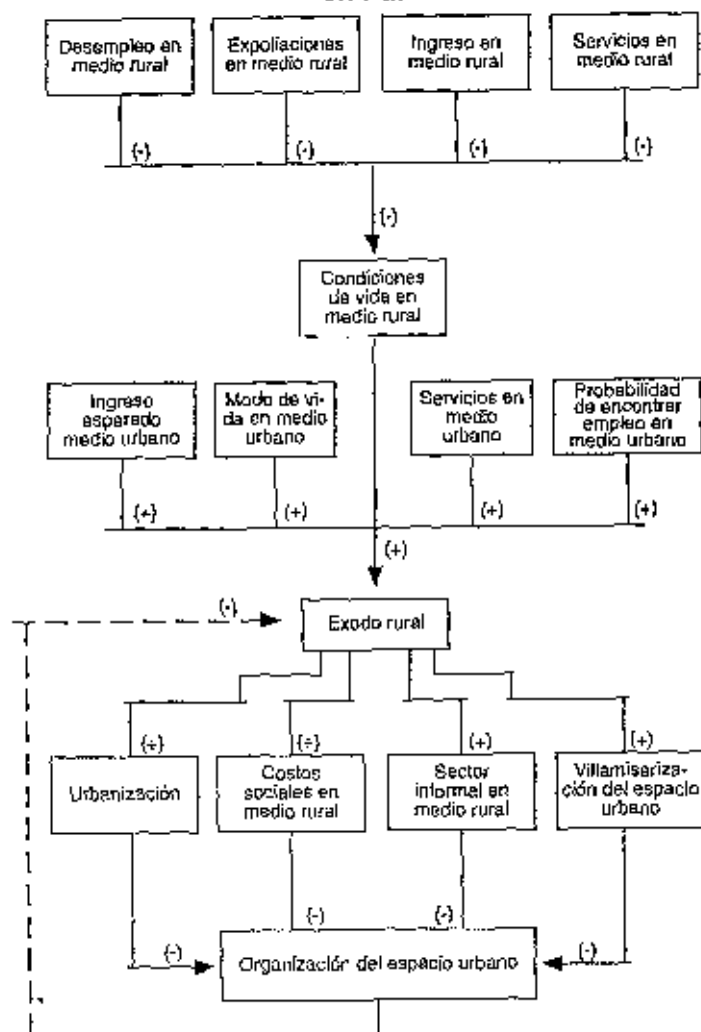 Desempleo en
medio rural
Expoliaciones
en medio rural
Ingreso en
medio rural
Servicios en
medio rural
(-)
(-)
(-)
(-)
(-)
Condiciones
de vida en
medio rural
Ingreso
esperado
medio urbano
Modo de vi-
da en medio
urbano
Servicios en
medio
urbano
Probabilidad
de encontrar
empleo en
medio urbano
(+)
(+)
(+)
(+)
(+)
(-)
Exodo rural
(+)
(+)
(+)
(+)
Urbanización
Costos
sociales en
medio rural
Sector
informal en
medio rural
Villamiseriza-
ción del espacio
urbano
(-)
(-)
(-)
(-)
Organización del espacio urbano